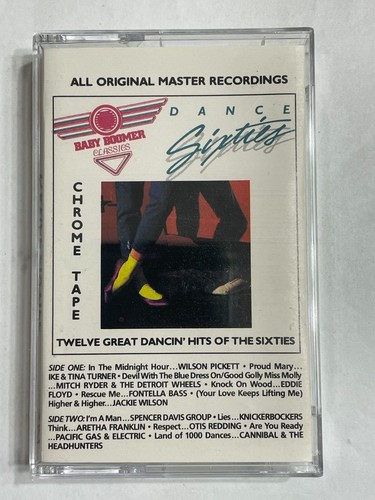 ALL ORIGINAL MASTER RECORDINGS
BABY BOOMER
CLASSICS
DANCE
Sixties
CHROME TAPE
TWELVE GREAT DANCIN' HITS OF THE SIXTIES
SIDE ONE: In The Midnight Hour...WILSON PICKETT • Proud Mary...
IKE & TINA TURNER • Devil With The Blue Dress On/Good Golly Miss Molly
...MITCH RYDER & THE DETROIT WHEELS • Knock On Wood...EDDIE
FLOYD • Rescue Me...FONTELLA BASS • (Your Love Keeps Lifting Me)
Higher & Higher...JACKIE WILSON
SIDE TWO: I'm A Man...SPENCER DAVIS GROUP • Lies...KNICKERBOCKERS
Think...ARETHA FRANKLIN • Respect...OTIS REDDING • Are You Ready
...PACIFIC GAS & ELECTRIC • Land of 1000 Dances...CANNIBAL & THE
HEADHUNTERS